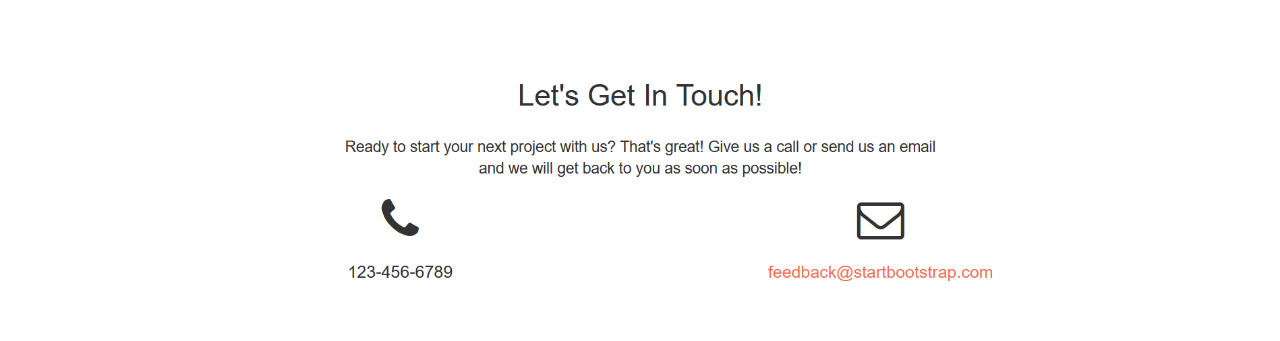 Let's Get In Touch!
Ready to start your next project with us? That's great! Give us a call or send us an email
and we will get back to you as soon as possible!
123-456-6789
feedback@startbootstrap.com